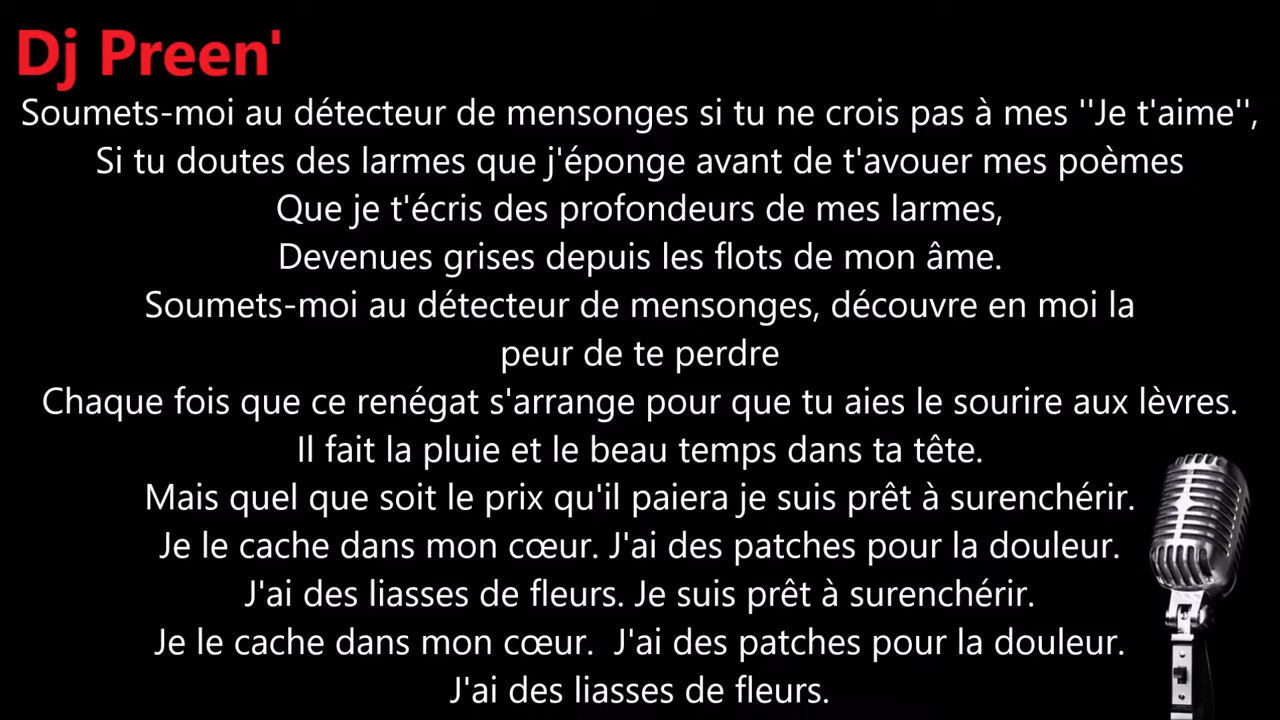 Dj Preen'
Soumets-moi au détecteur de mensonges si tu ne crois pas à mes ''Je t'aime'',
Si tu doutes des larmes que j'éponge avant de t'avouer mes poèmes
Que je t'écris des profondeurs de mes larmes,
Devenues grises depuis les flots de mon âme.
Soumets-moi au détecteur de mensonges, découvre en moi la
peur de te perdre
Chaque fois que ce renégat s'arrange pour que tu aies le sourire aux lèvres.
Il fait la pluie et le beau temps dans ta tête.
Mais quel que soit le prix qu'il paiera je suis prêt à surenchérir.
Je le cache dans mon cœur. J'ai des patches pour la douleur.
J'ai des liasses de fleurs. Je suis prêt à surenchérir.
Je le cache dans mon cœur.  J'ai des patches pour la douleur.
J'ai des liasses de fleurs.